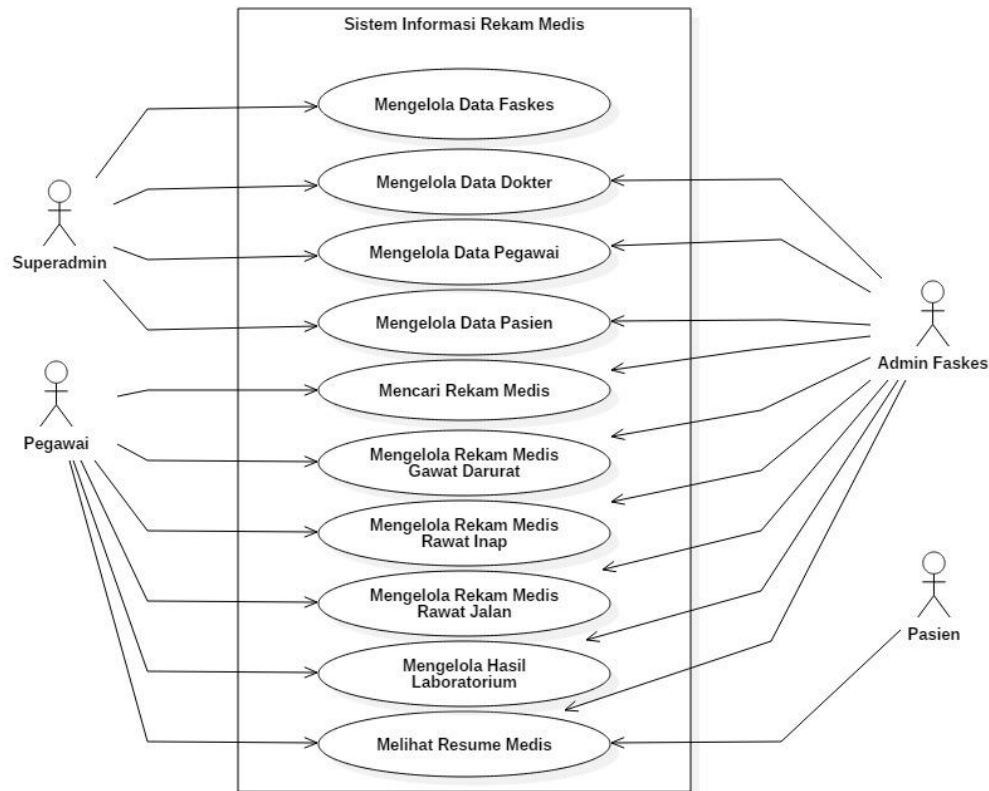 Sistem Informasi Rekam Medis
Mengelola Data Faskes
Mengelola Data Dokter
Mengelola Data Pegawai
Superadmin
Mengelola Data Pasien
Admin Faskes
Mencari Rekam Medis
Pegawai
Mengelola Rekam Medis
Gawat Darurat
Mengelola Rekam Medis
Rawat Inap
Mengelola Rekam Medis
Rawat Jalan
Pasien
Mengelola Hasil
Laboratorium
Melihat Resume Medis